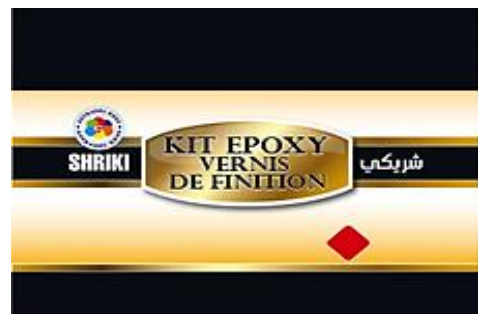 SHRIKI
KIT EPOXY
VERNIS
DE FINITION
شريكي